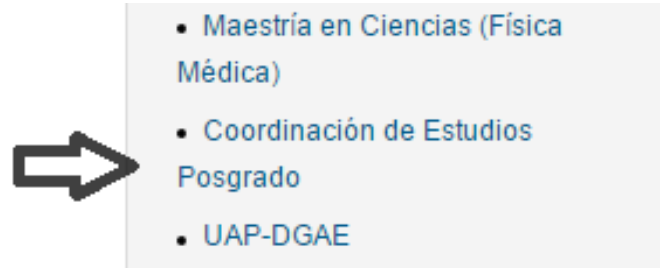 • Maestría en Ciencias (Física
Médica)
• Coordinación de Estudios
Posgrado
• UAP-DGAE